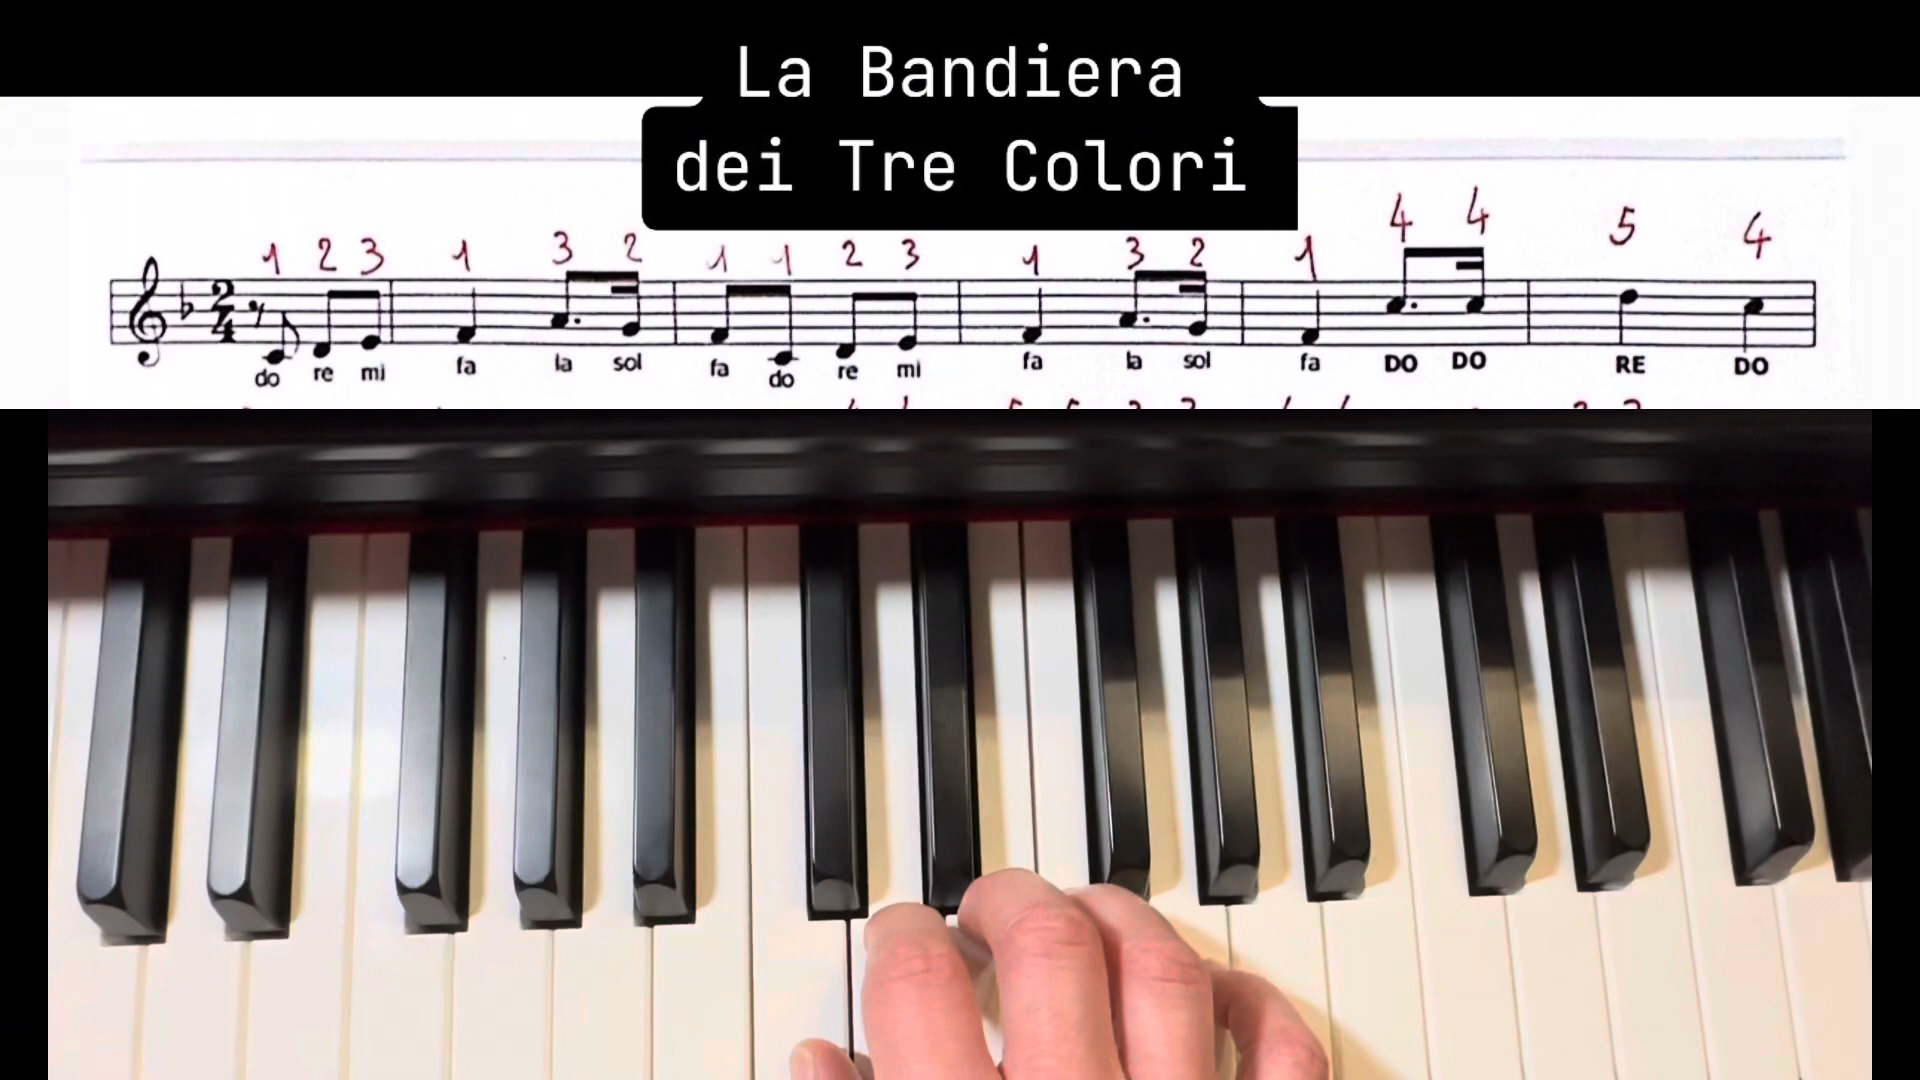 La Bandiera
dei Tre Colori
1 2 3 1 3 2 1 1 2 3 1 3 2 1 4 4 5 4
2
4
do re mi fa la sol fa do re mi fa la sol fa DO DO RE DO